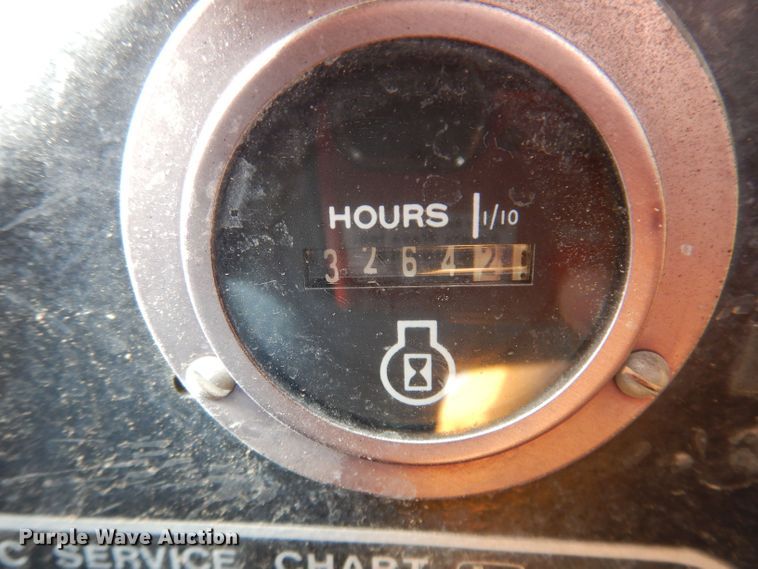 HOURS 1/10
32642
Purple Wave Auction
C SERVICE CHART